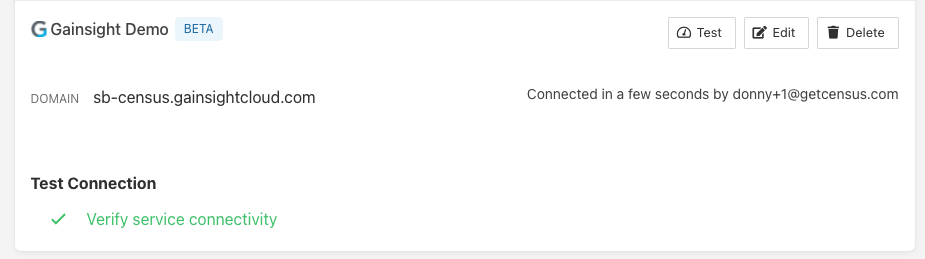 Gainsight Demo BETA Test Edit Delete
DOMAIN sb-census.gainsightcloud.com Connected in a few seconds by donny+1@getcensus.com
Test Connection
Verify service connectivity